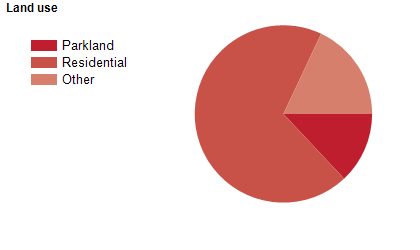 Land use
Parkland
Residential
Other